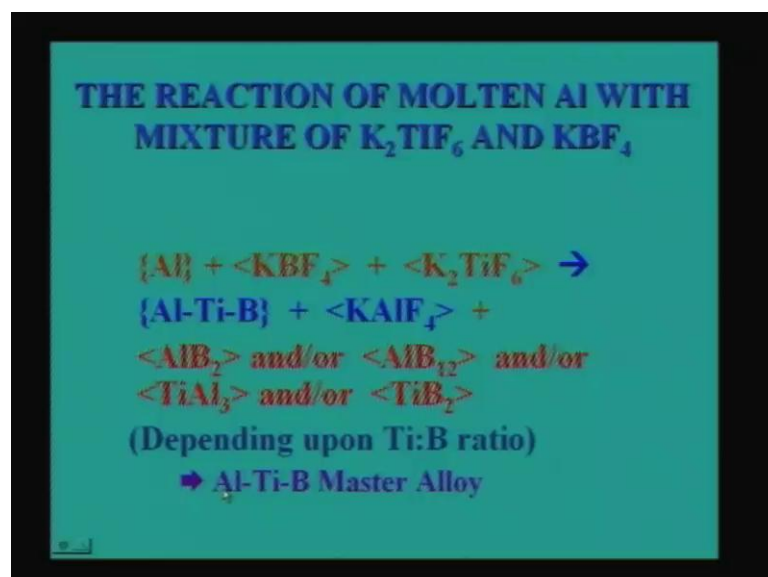 THE REACTION OF MOLTEN Al WITH
MIXTURE OF K₂TIF₆ AND KBF₄
{Al} + <KBF₄> + <K₂TiF₆> →
{Al-Ti-B} + <KAlF₄> +
<AlB₂> and/or <AlB₁₂> and/or
<TiAl₃> and/or <TiB₂>
(Depending upon Ti:B ratio)
➡ Al-Ti-B Master Alloy